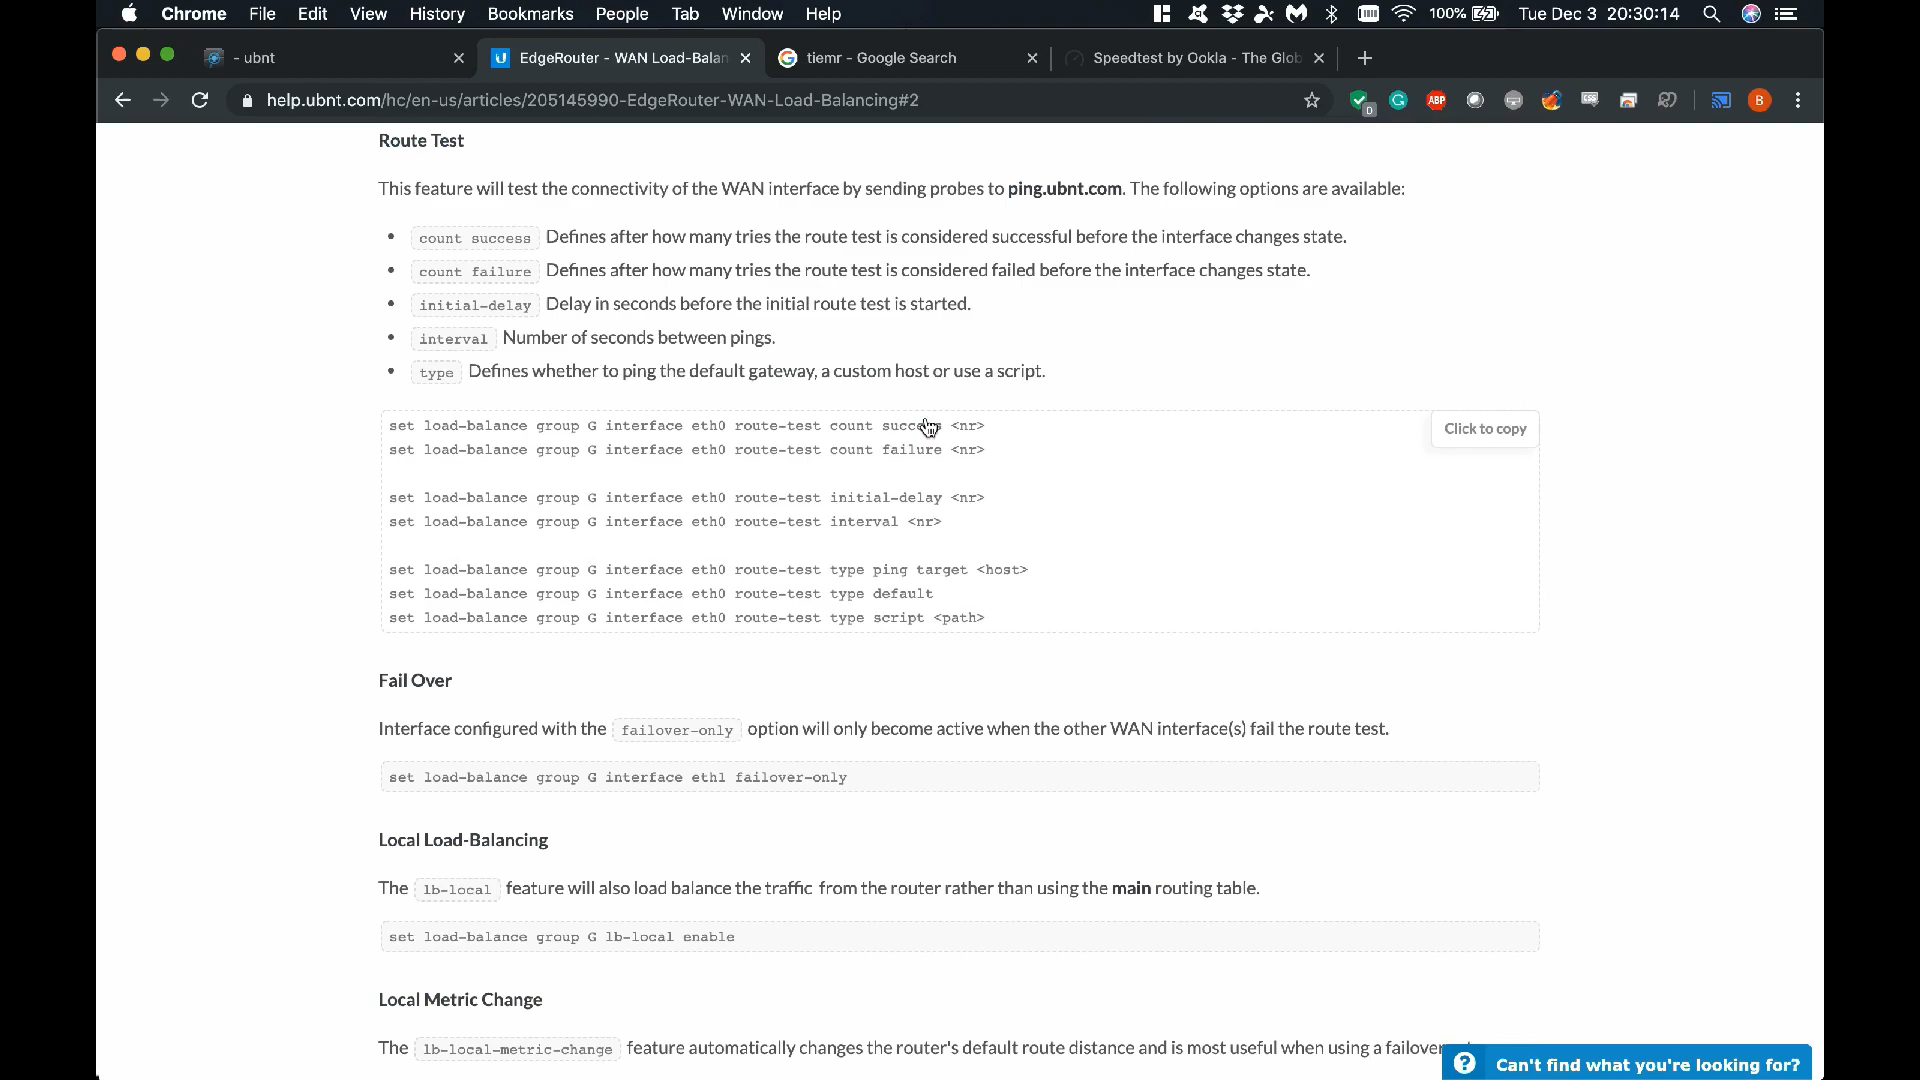 Chrome File Edit View History Bookmarks People Tab Window Help 100% Tue Dec 3 20:30:14
- ubnt
EdgeRouter - WAN Load-Balan
tiemr - Google Search
Speedtest by Ookla - The Glob
help.ubnt.com/hc/en-us/articles/205145990-EdgeRouter-WAN-Load-Balancing#2
0 ABP CSS B
Route Test
This feature will test the connectivity of the WAN interface by sending probes to ping.ubnt.com. The following options are available:
• count success Defines after how many tries the route test is considered successful before the interface changes state.
• count failure Defines after how many tries the route test is considered failed before the interface changes state.
• initial-delay Delay in seconds before the initial route test is started.
• interval Number of seconds between pings.
• type Defines whether to ping the default gateway, a custom host or use a script.
Click to copy
set load-balance group G interface eth0 route-test count success <nr>
set load-balance group G interface eth0 route-test count failure <nr>
set load-balance group G interface eth0 route-test initial-delay <nr>
set load-balance group G interface eth0 route-test interval <nr>
set load-balance group G interface eth0 route-test type ping target <host>
set load-balance group G interface eth0 route-test type default
set load-balance group G interface eth0 route-test type script <path>
Fail Over
Interface configured with the failover-only option will only become active when the other WAN interface(s) fail the route test.
set load-balance group G interface eth1 failover-only
Local Load-Balancing
The lb-local feature will also load balance the traffic from the router rather than using the main routing table.
set load-balance group G lb-local enable
Local Metric Change
The lb-local-metric-change feature automatically changes the router's default route distance and is most useful when using a failover
? Can't find what you're looking for?